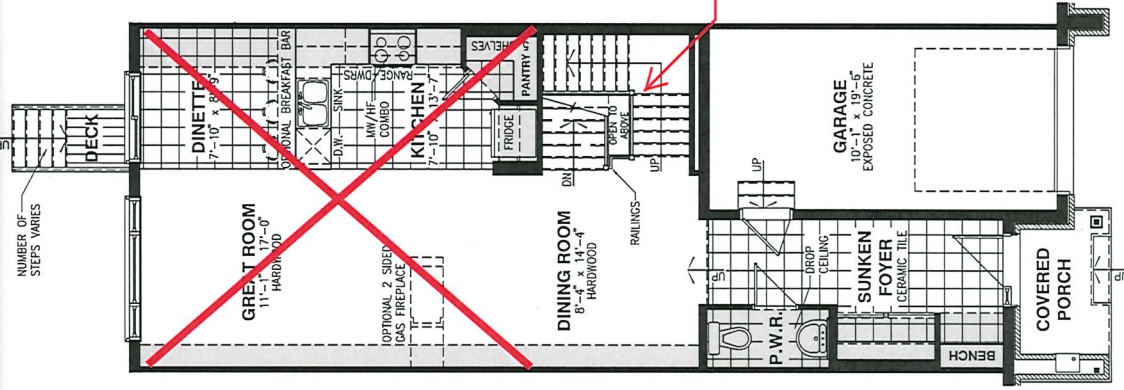 NUMBER OF
STEPS VARIES
UP
DECK
DINETTE
7'-10" x 8'-9"
OPTIONAL BREAKFAST BAR
D.W.
SINK
MW/HF
COMBO
RANGE
DWRS
KITCHEN
7'-10"
13'-7"
FRIDGE
PANTRY
SHELVES
GREAT ROOM
11'-1"
17'-0"
HARDWOOD
OPTIONAL 2 SIDED
GAS FIREPLACE
DINING ROOM
8'-4" x 14'-4"
HARDWOOD
DN
OPEN TO
ABOVE
UP
RAILINGS
UP
GARAGE
10'-1" x 19'-6"
EXPOSED CONCRETE
UP
DROP
CEILING
P.W.R.
SUNKEN
FOYER
CERAMIC TILE
BENCH
COVERED
PORCH
UP